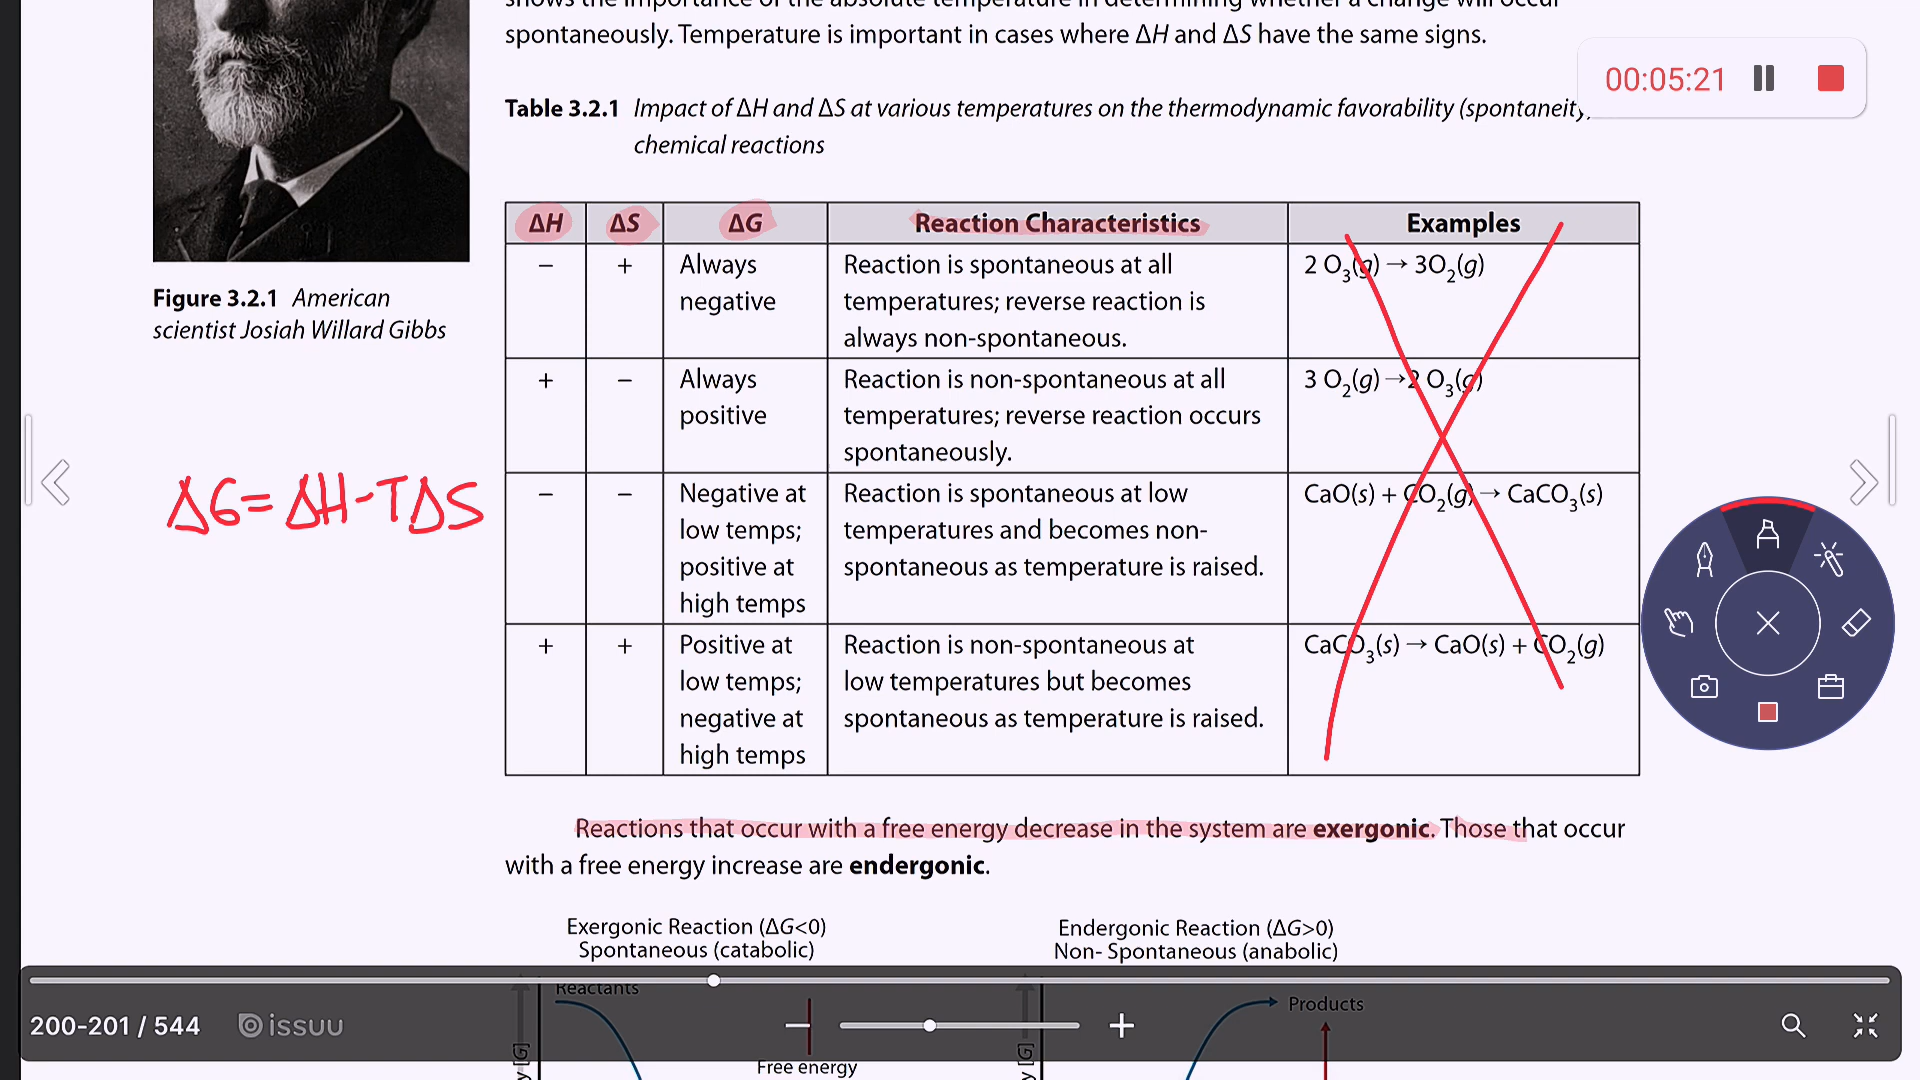 spontaneously. Temperature is important in cases where ΔH and ΔS have the same signs.
00:05:21
Table 3.2.1 Impact of ΔH and ΔS at various temperatures on the thermodynamic favorability (spontaneity)
chemical reactions
ΔH ΔS ΔG Reaction Characteristics Examples
− + Always negative
Reaction is spontaneous at all
temperatures; reverse reaction is
always non-spontaneous.
2 O3(g) → 3O2(g)
+ − Always positive
Reaction is non-spontaneous at all
temperatures; reverse reaction occurs
spontaneously.
3 O2(g) → 2 O3(g)
− − Negative at
low temps;
positive at
high temps
Reaction is spontaneous at low
temperatures and becomes non-
spontaneous as temperature is raised.
CaO(s) + CO2(g) → CaCO3(s)
+ + Positive at
low temps;
negative at
high temps
Reaction is non-spontaneous at
low temperatures but becomes
spontaneous as temperature is raised.
CaCO3(s) → CaO(s) + CO2(g)
Figure 3.2.1 American
scientist Josiah Willard Gibbs
ΔG=ΔH-TΔS
Reactions that occur with a free energy decrease in the system are exergonic. Those that occur
with a free energy increase are endergonic.
Exergonic Reaction (ΔG<0)
Spontaneous (catabolic)
Endergonic Reaction (ΔG>0)
Non- Spontaneous (anabolic)
Reactants
Products
200-201 / 544
issuu
Free energy
y [G]
y [G]